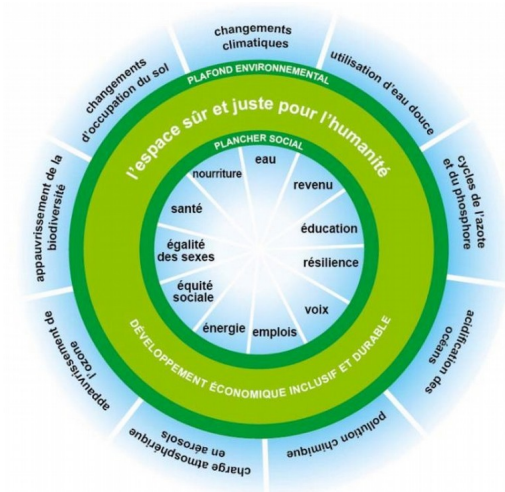 changements
climatiques
utilisation d'eau douce
cycles de l'azote
et du phosphore
acidification des
océans
pollution chimique
charge atmosphérique
en aérosols
appauvrissement de
l'ozone
appauvrissement de la
biodiversité
changements
d'occupation du sol
PLAFOND ENVIRONNEMENTAL
l'espace sûr et juste pour l'humanité
PLANCHER SOCIAL
eau
revenu
éducation
résilience
voix
emplois
énergie
équité
sociale
égalité
des sexes
santé
nourriture
DÉVELOPPEMENT ÉCONOMIQUE INCLUSIF ET DURABLE